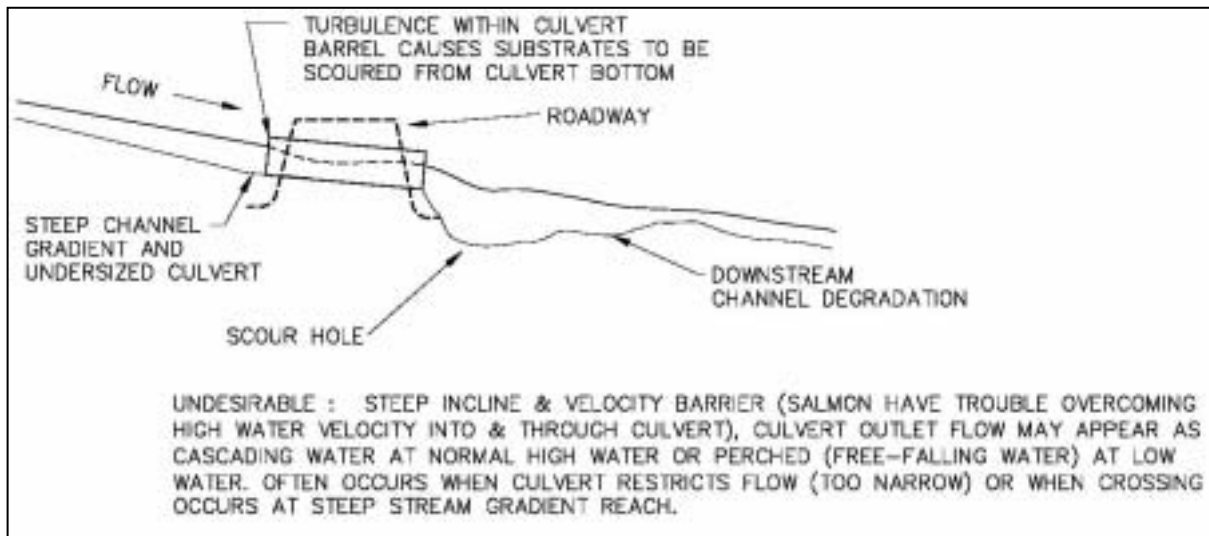 TURBULENCE WITHIN CULVERT
BARREL CAUSES SUBSTRATES TO BE
SCOURED FROM CULVERT BOTTOM
FLOW
ROADWAY
STEEP CHANNEL
GRADIENT AND
UNDERSIZED CULVERT
DOWNSTREAM
CHANNEL DEGRADATION
SCOUR HOLE
UNDESIRABLE : STEEP INCLINE & VELOCITY BARRIER (SALMON HAVE TROUBLE OVERCOMING
HIGH WATER VELOCITY INTO & THROUGH CULVERT), CULVERT OUTLET FLOW MAY APPEAR AS
CASCADING WATER AT NORMAL HIGH WATER OR PERCHED (FREE-FALLING WATER) AT LOW
WATER. OFTEN OCCURS WHEN CULVERT RESTRICTS FLOW (TOO NARROW) OR WHEN CROSSING
OCCURS AT STEEP STREAM GRADIENT REACH.